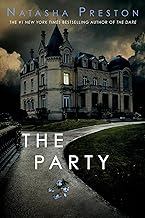 NATASHA PRESTON
THE #1 NEW YORK TIMES BESTSELLING AUTHOR OF THE DARE
THE
PARTY